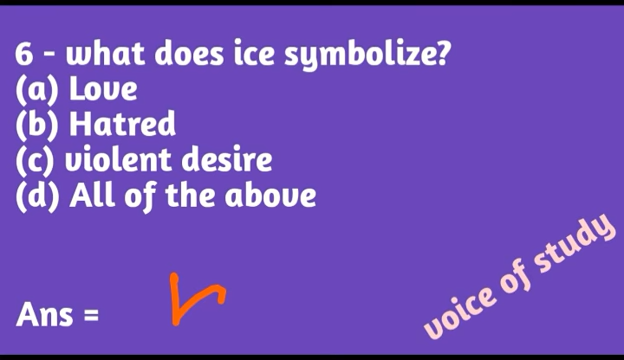 6 - what does ice symbolize?
(a) Love
(b) Hatred
(c) violent desire
(d) All of the above
Ans =
voice of study